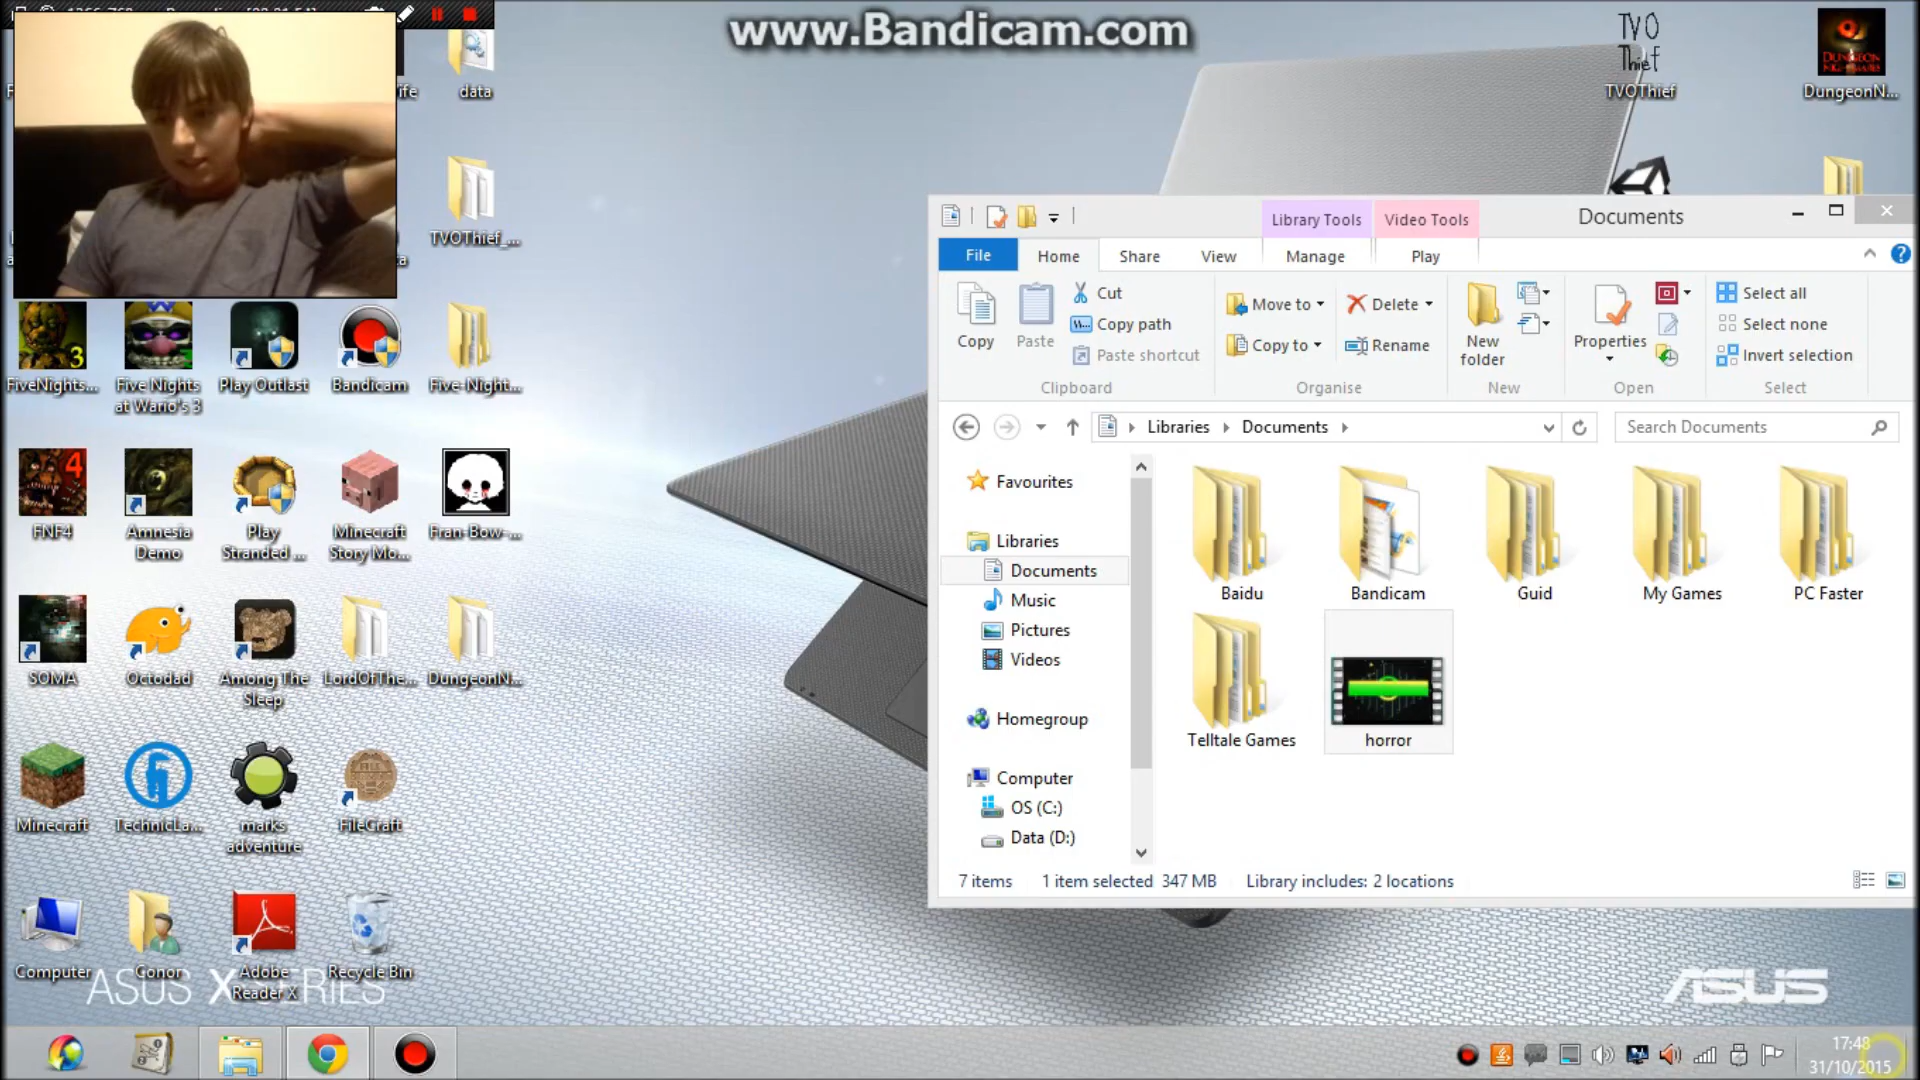 www.Bandicam.com
TVO
Thief
TVOThief
DUNGEON
DungeonN...
ife
data
TVOThief_...
FiveNights...
Five Nights
at Wario's 3
Play Outlast
Bandicam
Five-Night...
FNF4
Amnesia
Demo
Play
Stranded ...
Minecraft
Story Mo...
Fran-Bow-...
SOMA
Octodad
Among The
Sleep
LordOfThe...
DungeonN...
Minecraft
TechnicLa...
marks
adventure
FileCraft
Computer
Conor
Adobe
Reader X
Recycle Bin
ASUS X SERIES
ASUS
Library Tools
Video Tools
Documents
File
Home
Share
View
Manage
Play
Copy
Paste
Cut
Copy path
Paste shortcut
Clipboard
Move to
Copy to
Delete
Rename
Organise
New
folder
New
Properties
Open
Select all
Select none
Invert selection
Select
Libraries
Documents
Search Documents
Favourites
Libraries
Documents
Music
Pictures
Videos
Homegroup
Computer
OS (C:)
Data (D:)
Baidu
Bandicam
Guid
My Games
PC Faster
Telltale Games
horror
7 items
1 item selected 347 MB
Library includes: 2 locations
17:48
31/10/2015